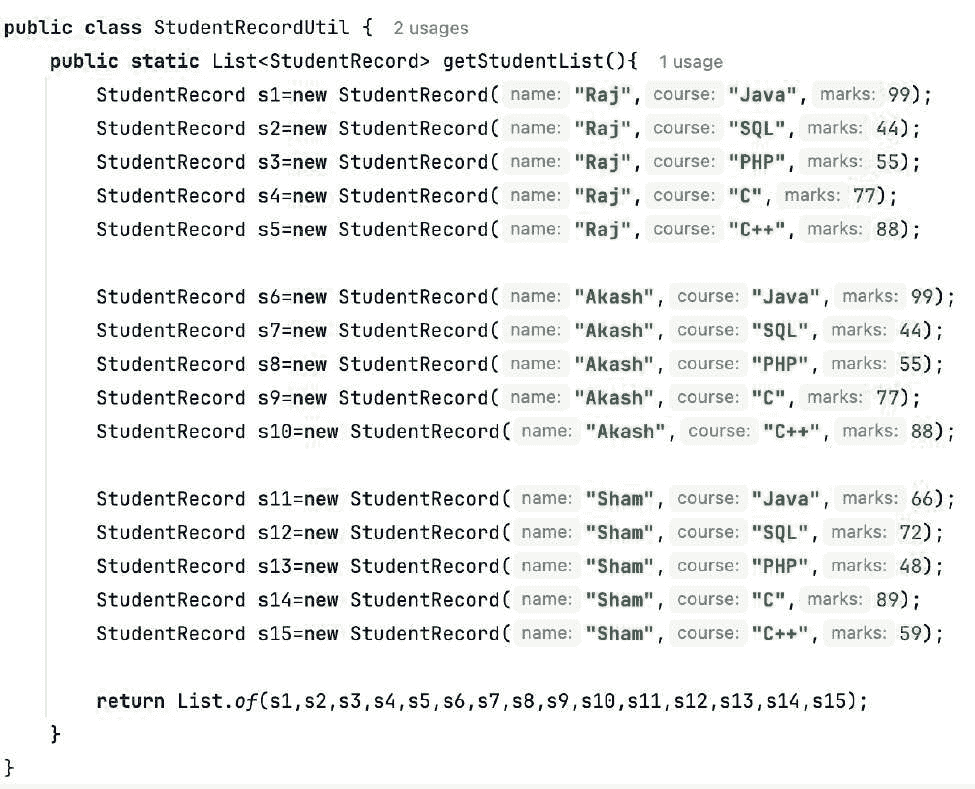 public class StudentRecordUtil {  2 usages
    public static List<StudentRecord> getStudentList(){  1 usage
        StudentRecord s1=new StudentRecord( name: "Raj", course: "Java", marks: 99);
        StudentRecord s2=new StudentRecord( name: "Raj", course: "SQL", marks: 44);
        StudentRecord s3=new StudentRecord( name: "Raj", course: "PHP", marks: 55);
        StudentRecord s4=new StudentRecord( name: "Raj", course: "C", marks: 77);
        StudentRecord s5=new StudentRecord( name: "Raj", course: "C++", marks: 88);
        StudentRecord s6=new StudentRecord( name: "Akash", course: "Java", marks: 99);
        StudentRecord s7=new StudentRecord( name: "Akash", course: "SQL", marks: 44);
        StudentRecord s8=new StudentRecord( name: "Akash", course: "PHP", marks: 55);
        StudentRecord s9=new StudentRecord( name: "Akash", course: "C", marks: 77);
        StudentRecord s10=new StudentRecord( name: "Akash", course: "C++", marks: 88);
        StudentRecord s11=new StudentRecord( name: "Sham", course: "Java", marks: 66);
        StudentRecord s12=new StudentRecord( name: "Sham", course: "SQL", marks: 72);
        StudentRecord s13=new StudentRecord( name: "Sham", course: "PHP", marks: 48);
        StudentRecord s14=new StudentRecord( name: "Sham", course: "C", marks: 89);
        StudentRecord s15=new StudentRecord( name: "Sham", course: "C++", marks: 59);
        return List.of(s1,s2,s3,s4,s5,s6,s7,s8,s9,s10,s11,s12,s13,s14,s15);
    }
}